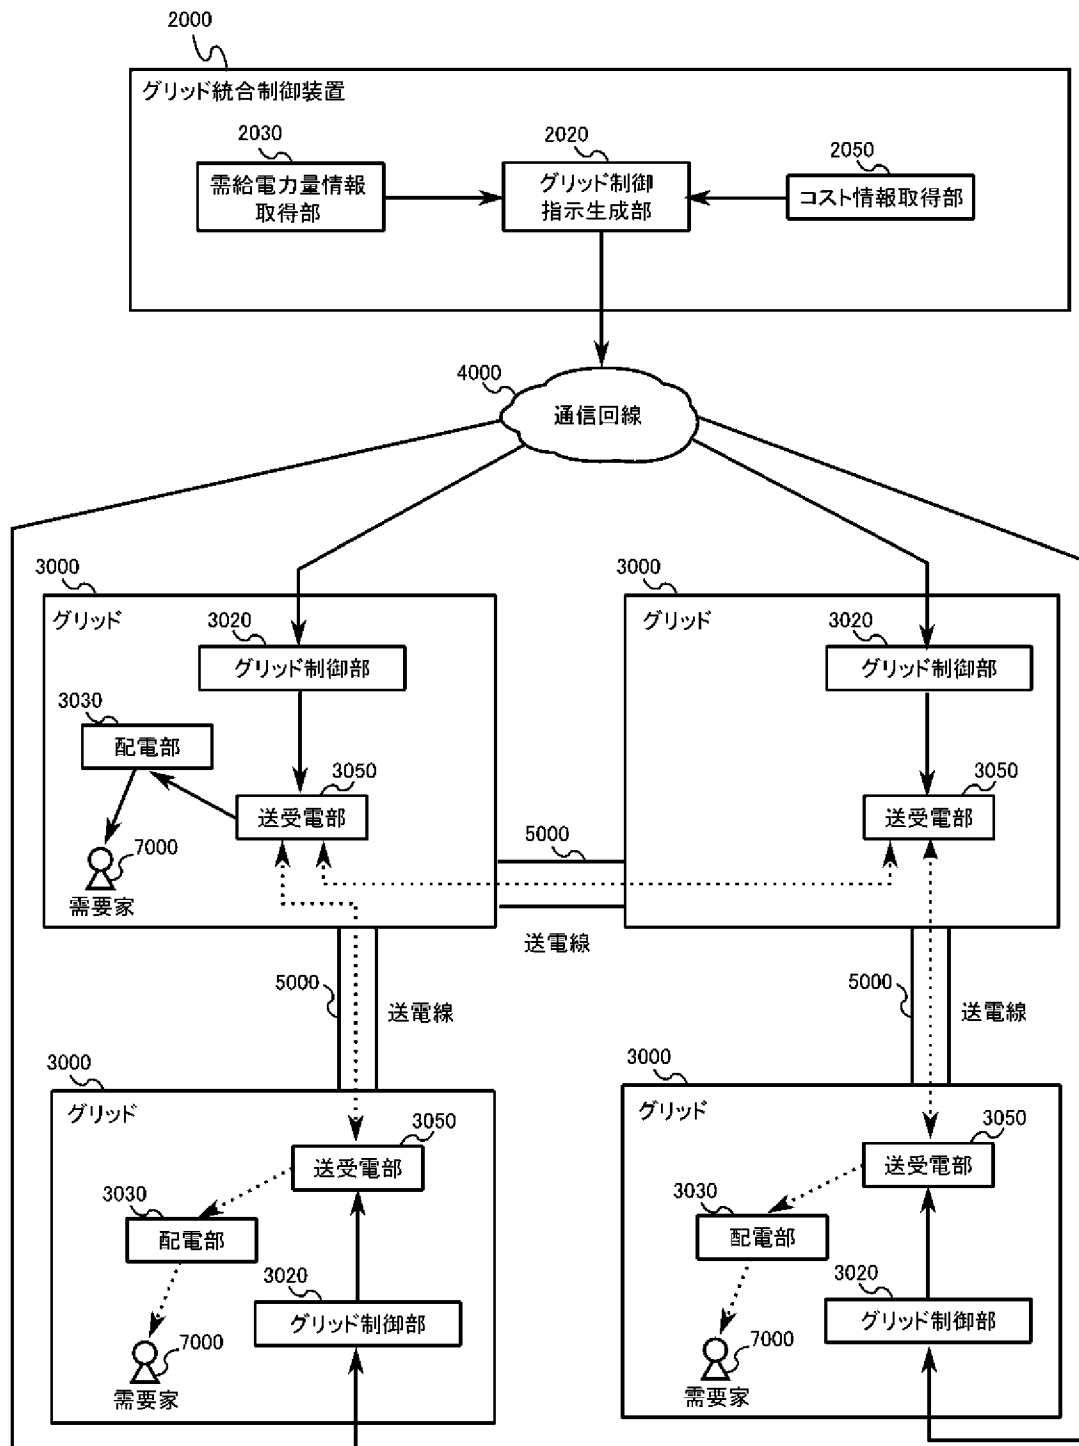 2000
グリッド統合制御装置
2030
2020
2050
需給電力量情報
取得部
グリッド制御
指示生成部
コスト情報取得部
4000
通信回線
3000
グリッド
3020
グリッド制御部
3030
配電部
3050
送受電部
7000
需要家
3000
グリッド
3020
グリッド制御部
3050
送受電部
5000
送電線
5000
送電線
5000
送電線
3000
グリッド
3050
送受電部
3030
配電部
3020
グリッド制御部
7000
需要家
3000
グリッド
3050
送受電部
3030
配電部
3020
グリッド制御部
7000
需要家